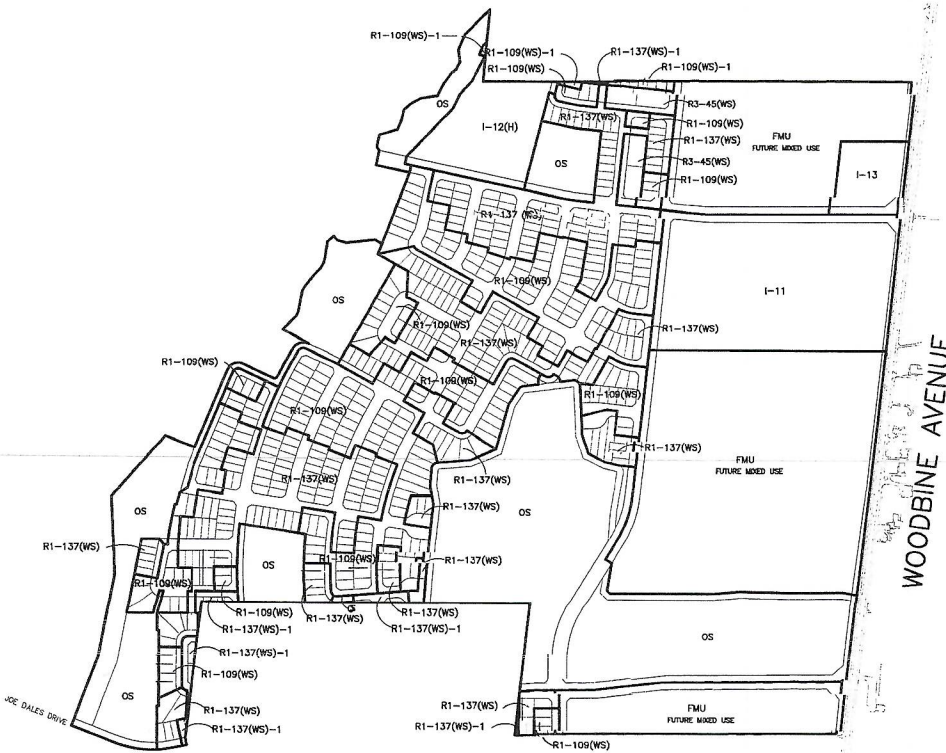 R1-109(WS)-1
R1-109(WS)-1
R1-109(WS)
R1-137(WS)-1
R1-109(WS)-1
OS
I-12(H)
R1-137(WS)
R3-45(WS)
R1-109(WS)
R1-137(WS)
R3-45(WS)
R1-109(WS)
OS
FMU
FUTURE MIXED USE
I-13
R1-137 (WS)
R1-109(WS)
I-11
OS
R1-109(WS)
R1-137(WS)
R1-137(WS)
R1-109(WS)
R1-109(WS)
R1-109(WS)
R1-109(WS)
WOODBINE AVENUE
R1-137(WS)
FMU
FUTURE MIXED USE
R1-137(WS)
R1-137(WS)
R1-137(WS)
OS
OS
R1-137(WS)
R1-109(WS)
OS
R1-109(WS)
R1-137(WS)
R1-109(WS)
R1-137(WS)-1
R1-137(WS)
R1-137(WS)
R1-137(WS)-1
OS
R1-137(WS)-1
R1-109(WS)
OS
JOE DALES DRIVE
R1-137(WS)
R1-137(WS)-1
R1-137(WS)
R1-137(WS)-1
R1-109(WS)
FMU
FUTURE MIXED USE